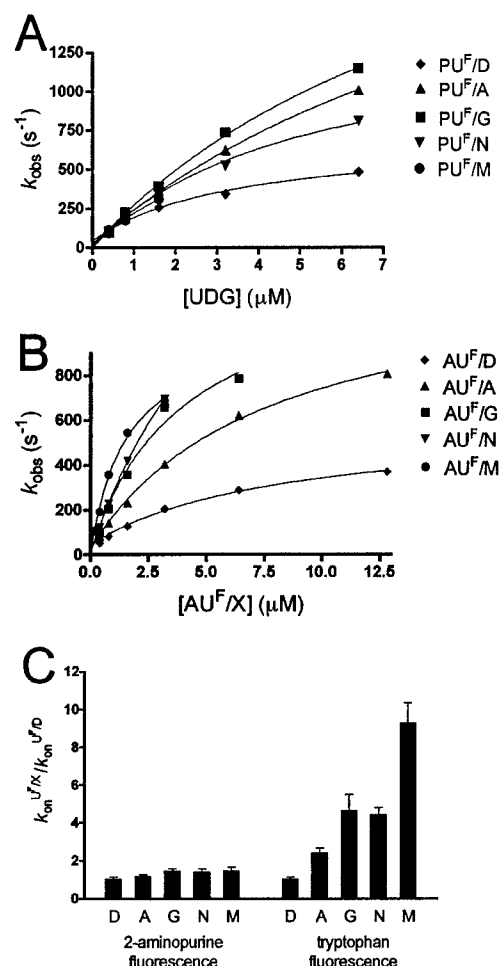 A
1250
1000
750
500
250
0
0 1 2 3 4 5 6 7
k_obs (s⁻¹)
[UDG] (μM)
PU^F/D
PU^F/A
PU^F/G
PU^F/N
PU^F/M
B
800
600
400
200
0
0.0 2.5 5.0 7.5 10.0 12.5
k_obs (s⁻¹)
[AU^F/X] (μM)
AU^F/D
AU^F/A
AU^F/G
AU^F/N
AU^F/M
C
12
10
8
6
4
2
0
k_on^U^F/X/k_on^U^F/D
D A G N M D A G N M
2-aminopurine tryptophan
fluorescence fluorescence